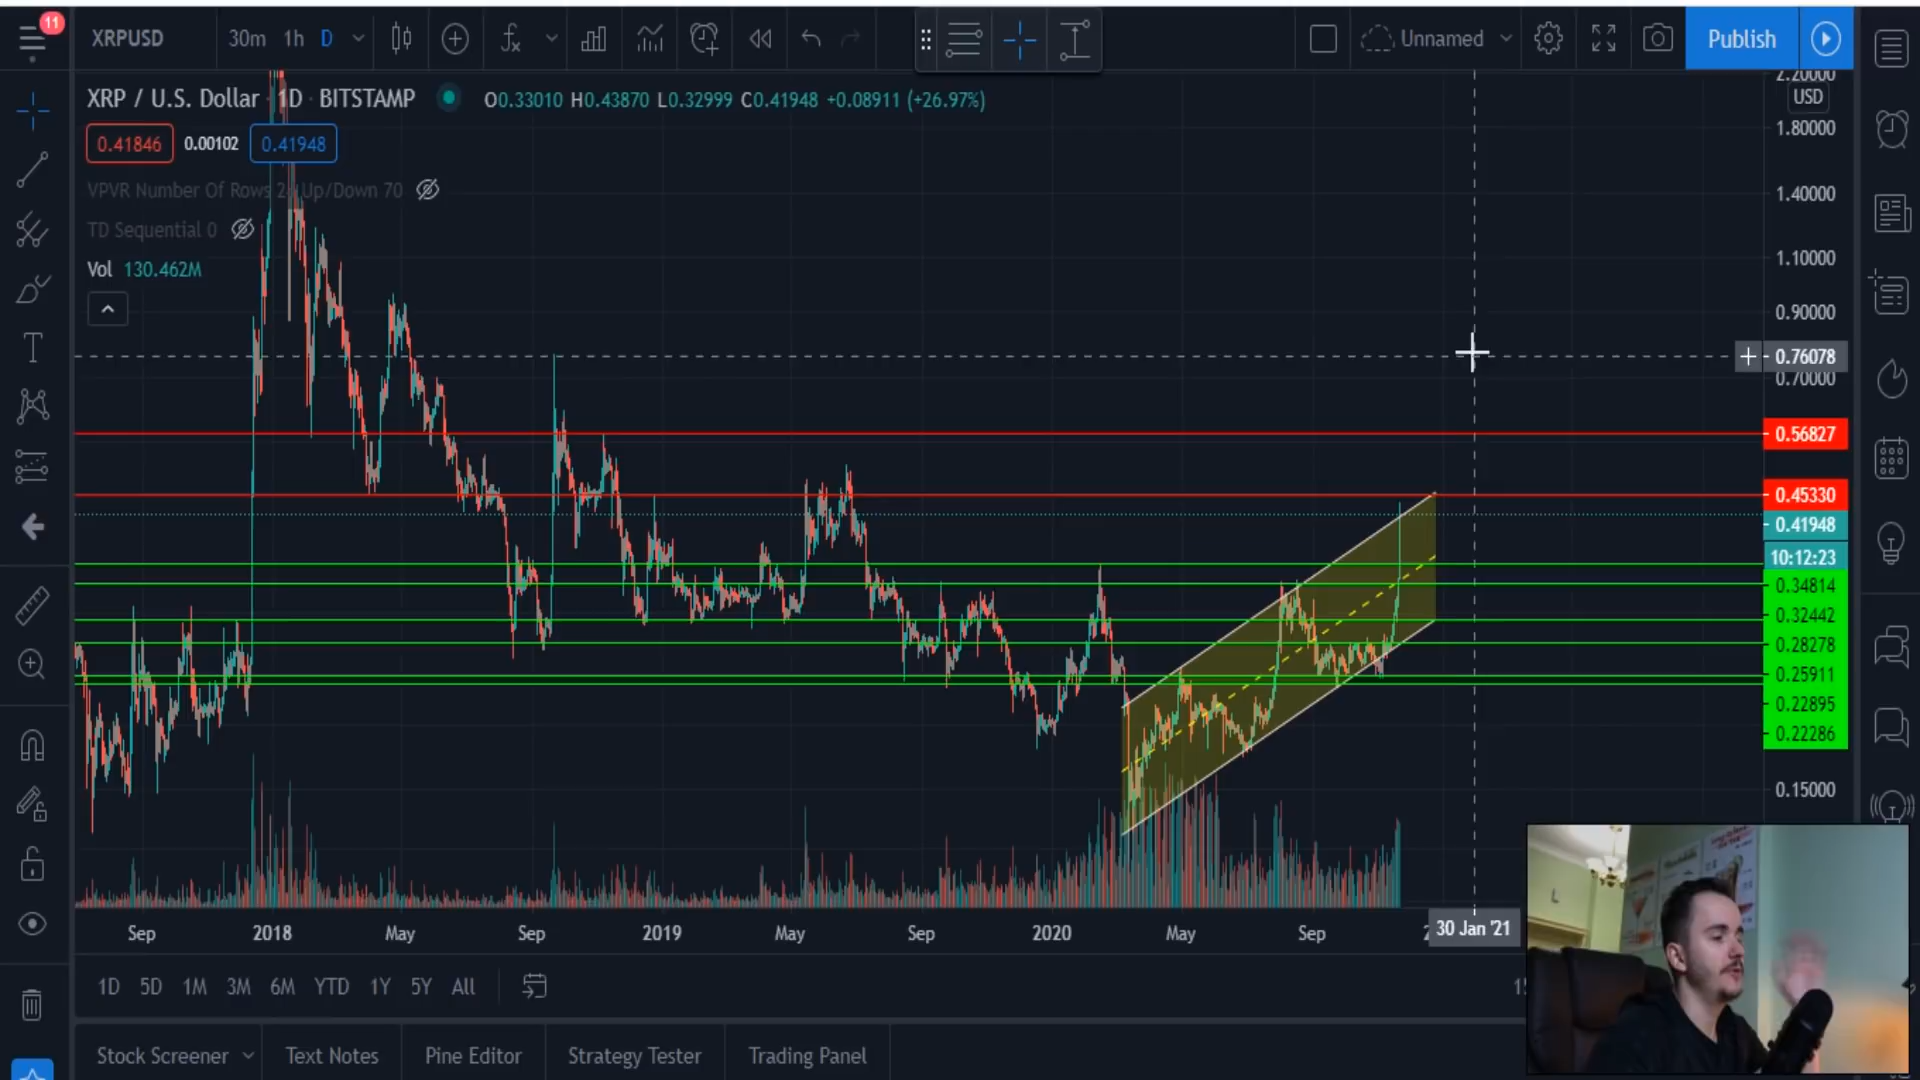 11
XRPUSD 30m 1h D Unnamed Publish
XRP / U.S. Dollar 1D BITSTAMP O0.33010 H0.43870 L0.32999 C0.41948 +0.08911 (+26.97%)
0.41846 0.00102 0.41948
VPVR Number Of Rows 24 Up/Down 70
TD Sequential 0
Vol 130.462M
2.20000
USD
1.80000
1.40000
1.10000
0.90000
0.76078
0.70000
0.56827
0.45330
0.41948
10:12:23
0.34814
0.32442
0.28278
0.25911
0.22895
0.22286
0.15000
Sep 2018 May Sep 2019 May Sep 2020 May Sep 30 Jan '21
1D 5D 1M 3M 6M YTD 1Y 5Y All
Stock Screener Text Notes Pine Editor Strategy Tester Trading Panel